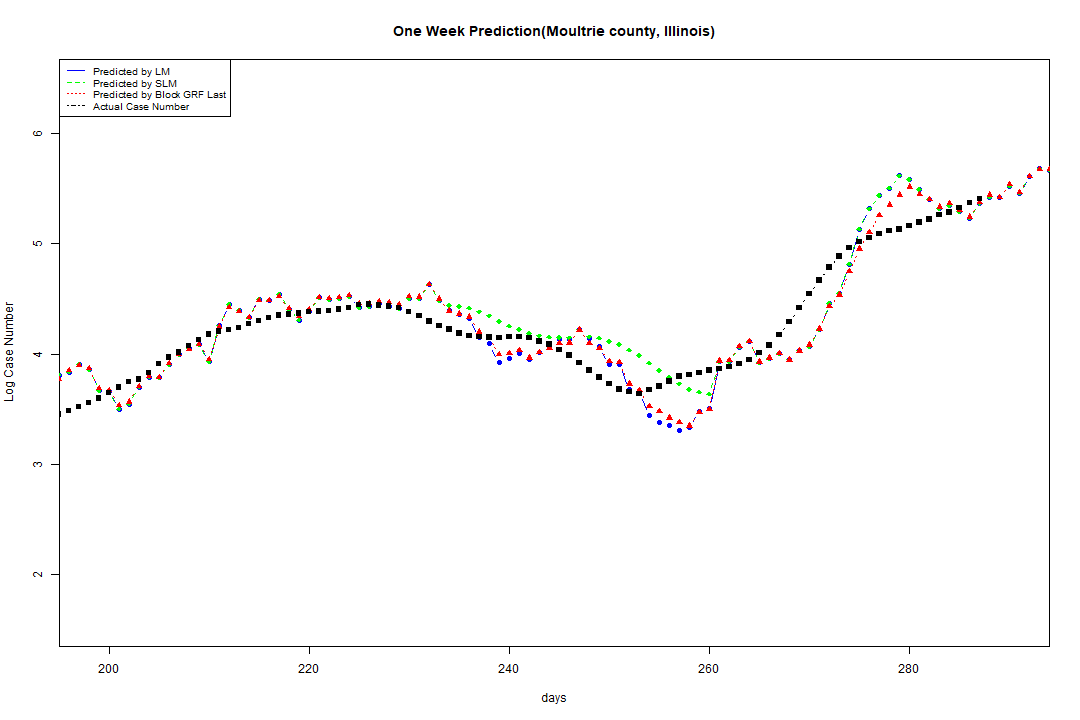 One Week Prediction(Moultrie county, Illinois)
Predicted by LM
Predicted by SLM
Predicted by Block GRF Last
Actual Case Number
Log Case Number
6
5
4
3
2
200 220 240 260 280
days